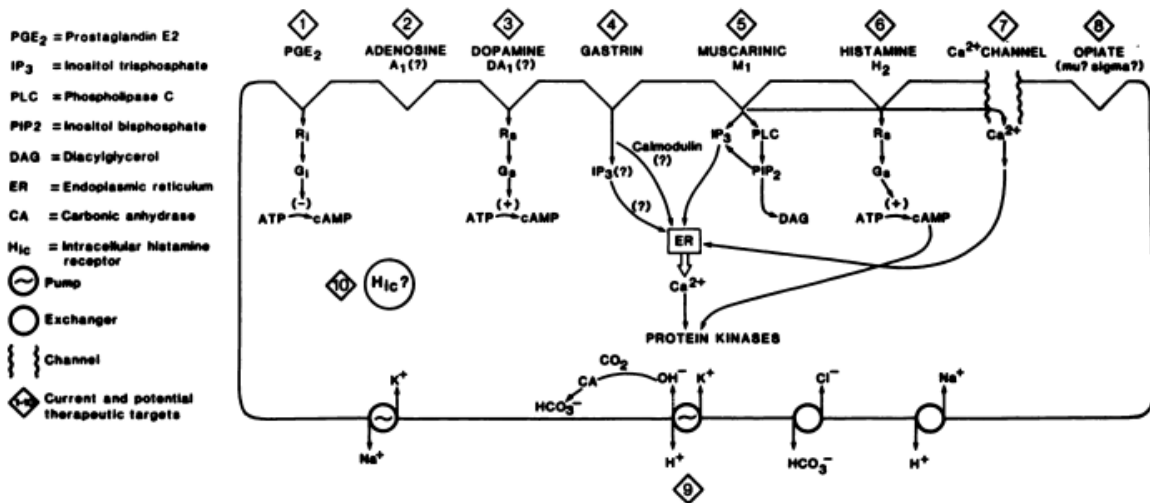 PGE₂ = Prostaglandin E2
IP₃ = Inositol trisphosphate
PLC = Phospholipase C
PIP2 = Inositol bisphosphate
DAG = Diacylglycerol
ER = Endoplasmic reticulum
CA = Carbonic anhydrase
H_IC = Intracellular histamine
receptor
Pump
Exchanger
Channel
1-10 Current and potential
therapeutic targets
1 2 3 4 5 6 7 8
PGE₂ ADENOSINE DOPAMINE GASTRIN MUSCARINIC HISTAMINE Ca²⁺ CHANNEL OPIATE
A₁(?) DA₁(?) M₁ H₂ (mu? sigma?)
Ri Rs IP₃ PLC Rs Ca²⁺
Calmodulin
(?)
Gi Gs IP₃(?) PIP₂ Gs
(-) (+) (?) (+)
ATP cAMP ATP cAMP DAG ATP cAMP
ER
10 H_IC?
Ca²⁺
PROTEIN KINASES
CO₂
K⁺ CA OH⁻ K⁺ Cl⁻ Na⁺
HCO₃⁻
Na⁺ H⁺ HCO₃⁻ H⁺
9